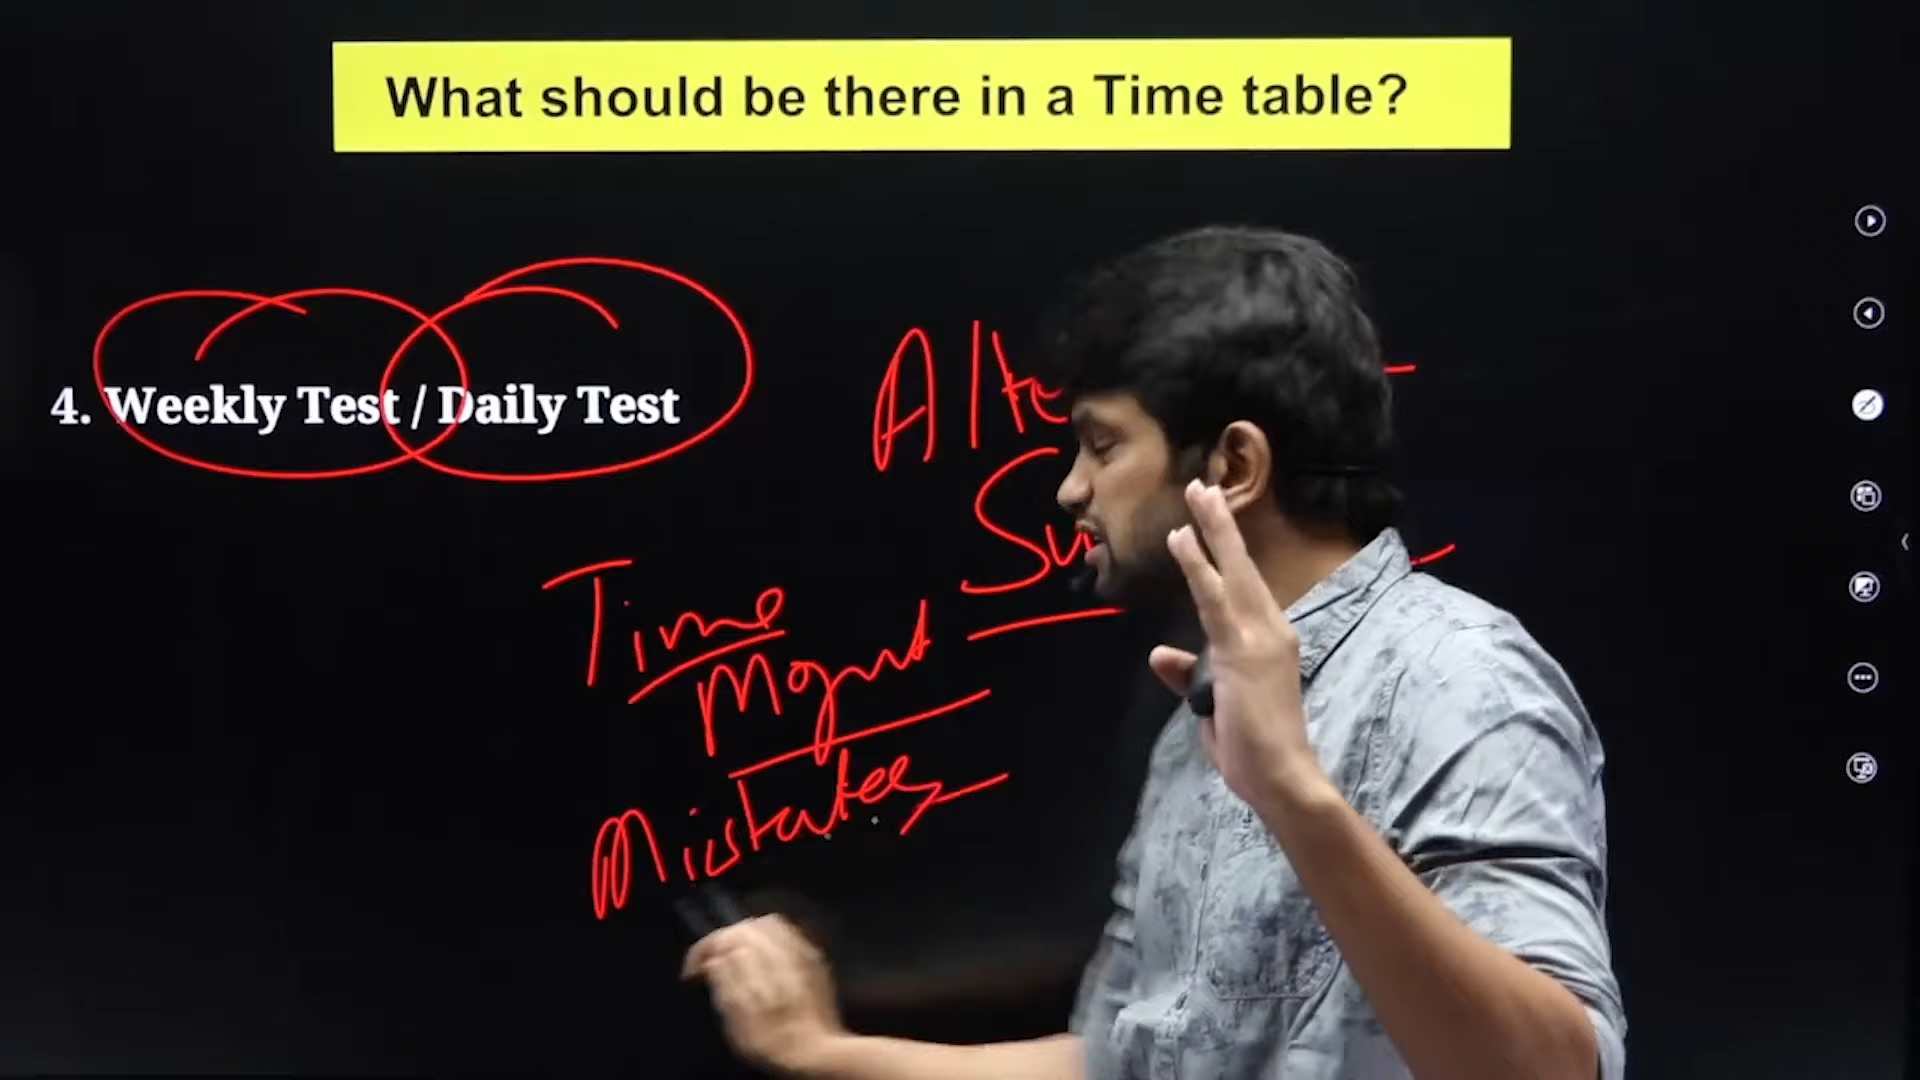 What should be there in a Time table?
4. Weekly Test / Daily Test
Time
Mgmt
Mistakes